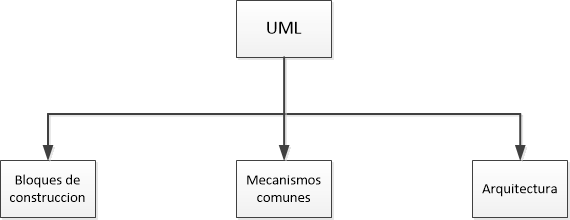 UML
Bloques de
construccion
Mecanismos
comunes
Arquitectura